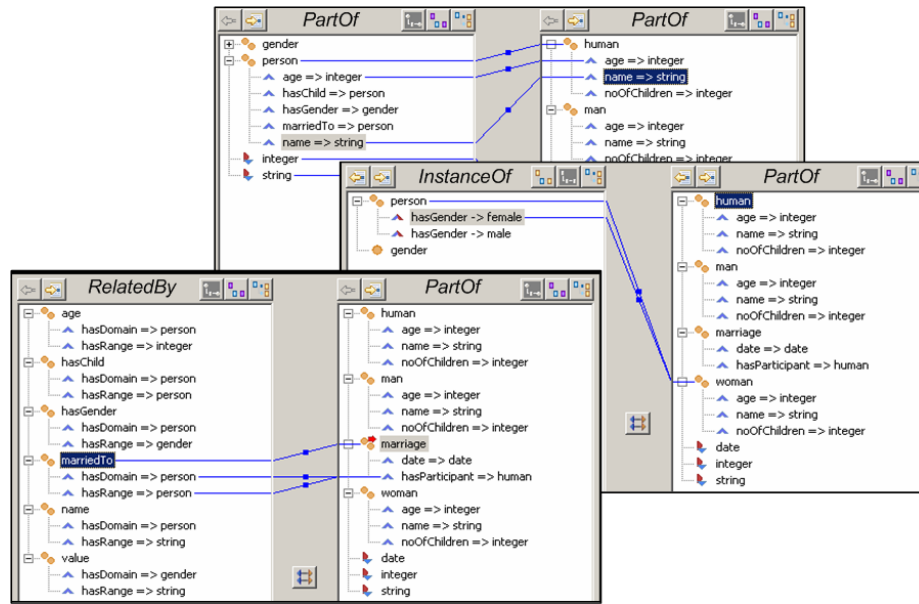 PartOf
gender
person
age => integer
hasChild => person
hasGender => gender
marriedTo => person
name => string
integer
string
PartOf
human
age => integer
name => string
noOfChildren => integer
man
age => integer
name => string
noOfChildren => integer
InstanceOf
person
hasGender -> female
hasGender -> male
gender
PartOf
human
age => integer
name => string
noOfChildren => integer
man
age => integer
name => string
noOfChildren => integer
marriage
date => date
hasParticipant => human
woman
age => integer
name => string
noOfChildren => integer
date
integer
string
RelatedBy
age
hasDomain => person
hasRange => integer
hasChild
hasDomain => person
hasRange => person
hasGender
hasDomain => person
hasRange => gender
marriedTo
hasDomain => person
hasRange => person
name
hasDomain => person
hasRange => string
value
hasDomain => gender
hasRange => string
PartOf
human
age => integer
name => string
noOfChildren => integer
man
age => integer
name => string
noOfChildren => integer
marriage
date => date
hasParticipant => human
woman
age => integer
name => string
noOfChildren => integer
date
integer
string